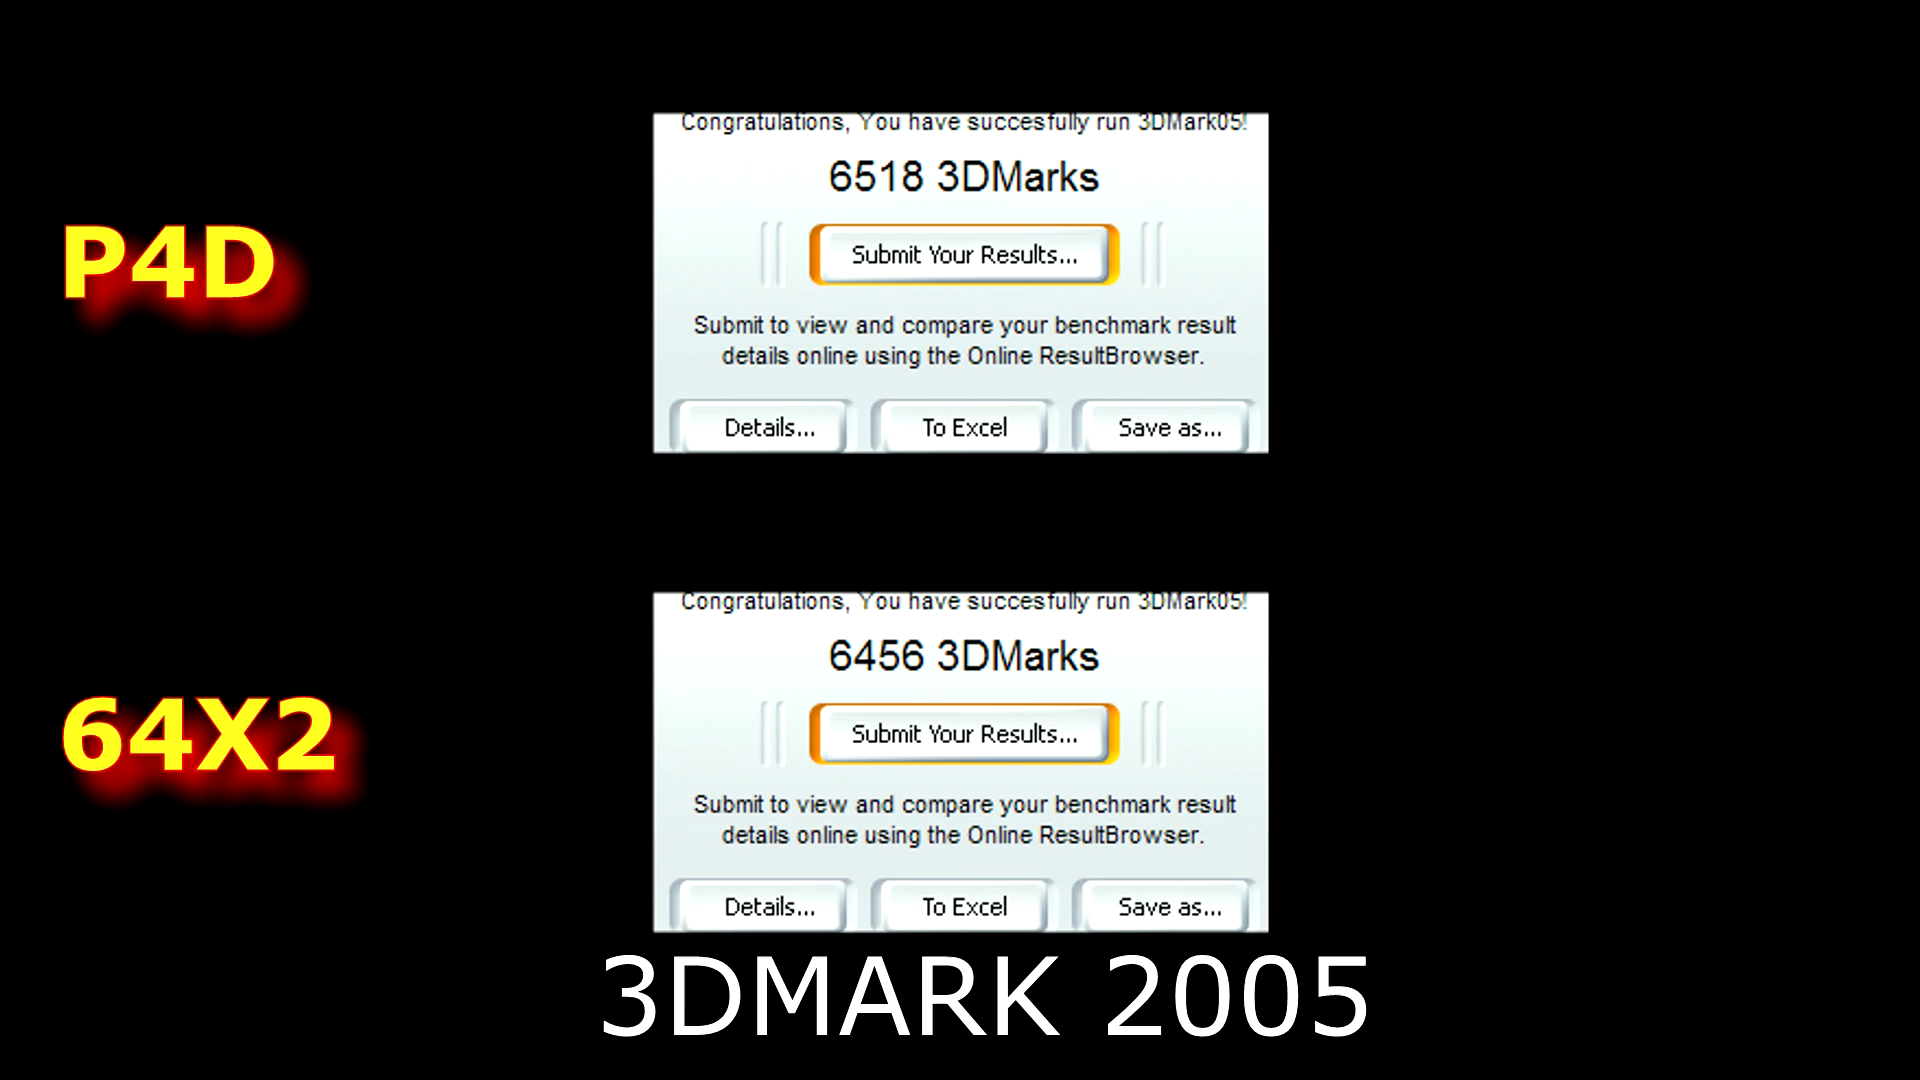 Congratulations, You have succesfully run 3DMark05!
6518 3DMarks
P4D
Submit Your Results...
Submit to view and compare your benchmark result
details online using the Online ResultBrowser.
Details...
To Excel
Save as...
Congratulations, You have succesfully run 3DMark05!
6456 3DMarks
64X2
Submit Your Results...
Submit to view and compare your benchmark result
details online using the Online ResultBrowser.
Details...
To Excel
Save as...
3DMARK 2005